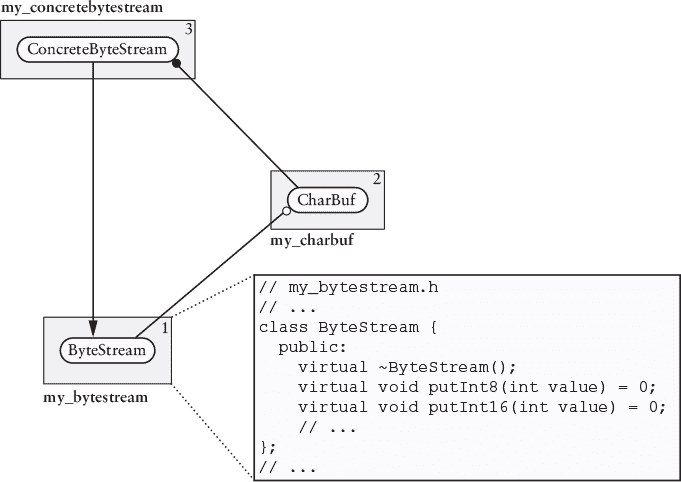 my_concretebytestream
3
ConcreteByteStream
2
CharBuf
my_charbuf
1
ByteStream
my_bytestream
// my_bytestream.h
// ...
class ByteStream {
  public:
    virtual ~ByteStream();
    virtual void putInt8(int value) = 0;
    virtual void putInt16(int value) = 0;
    // ...
};
// ...